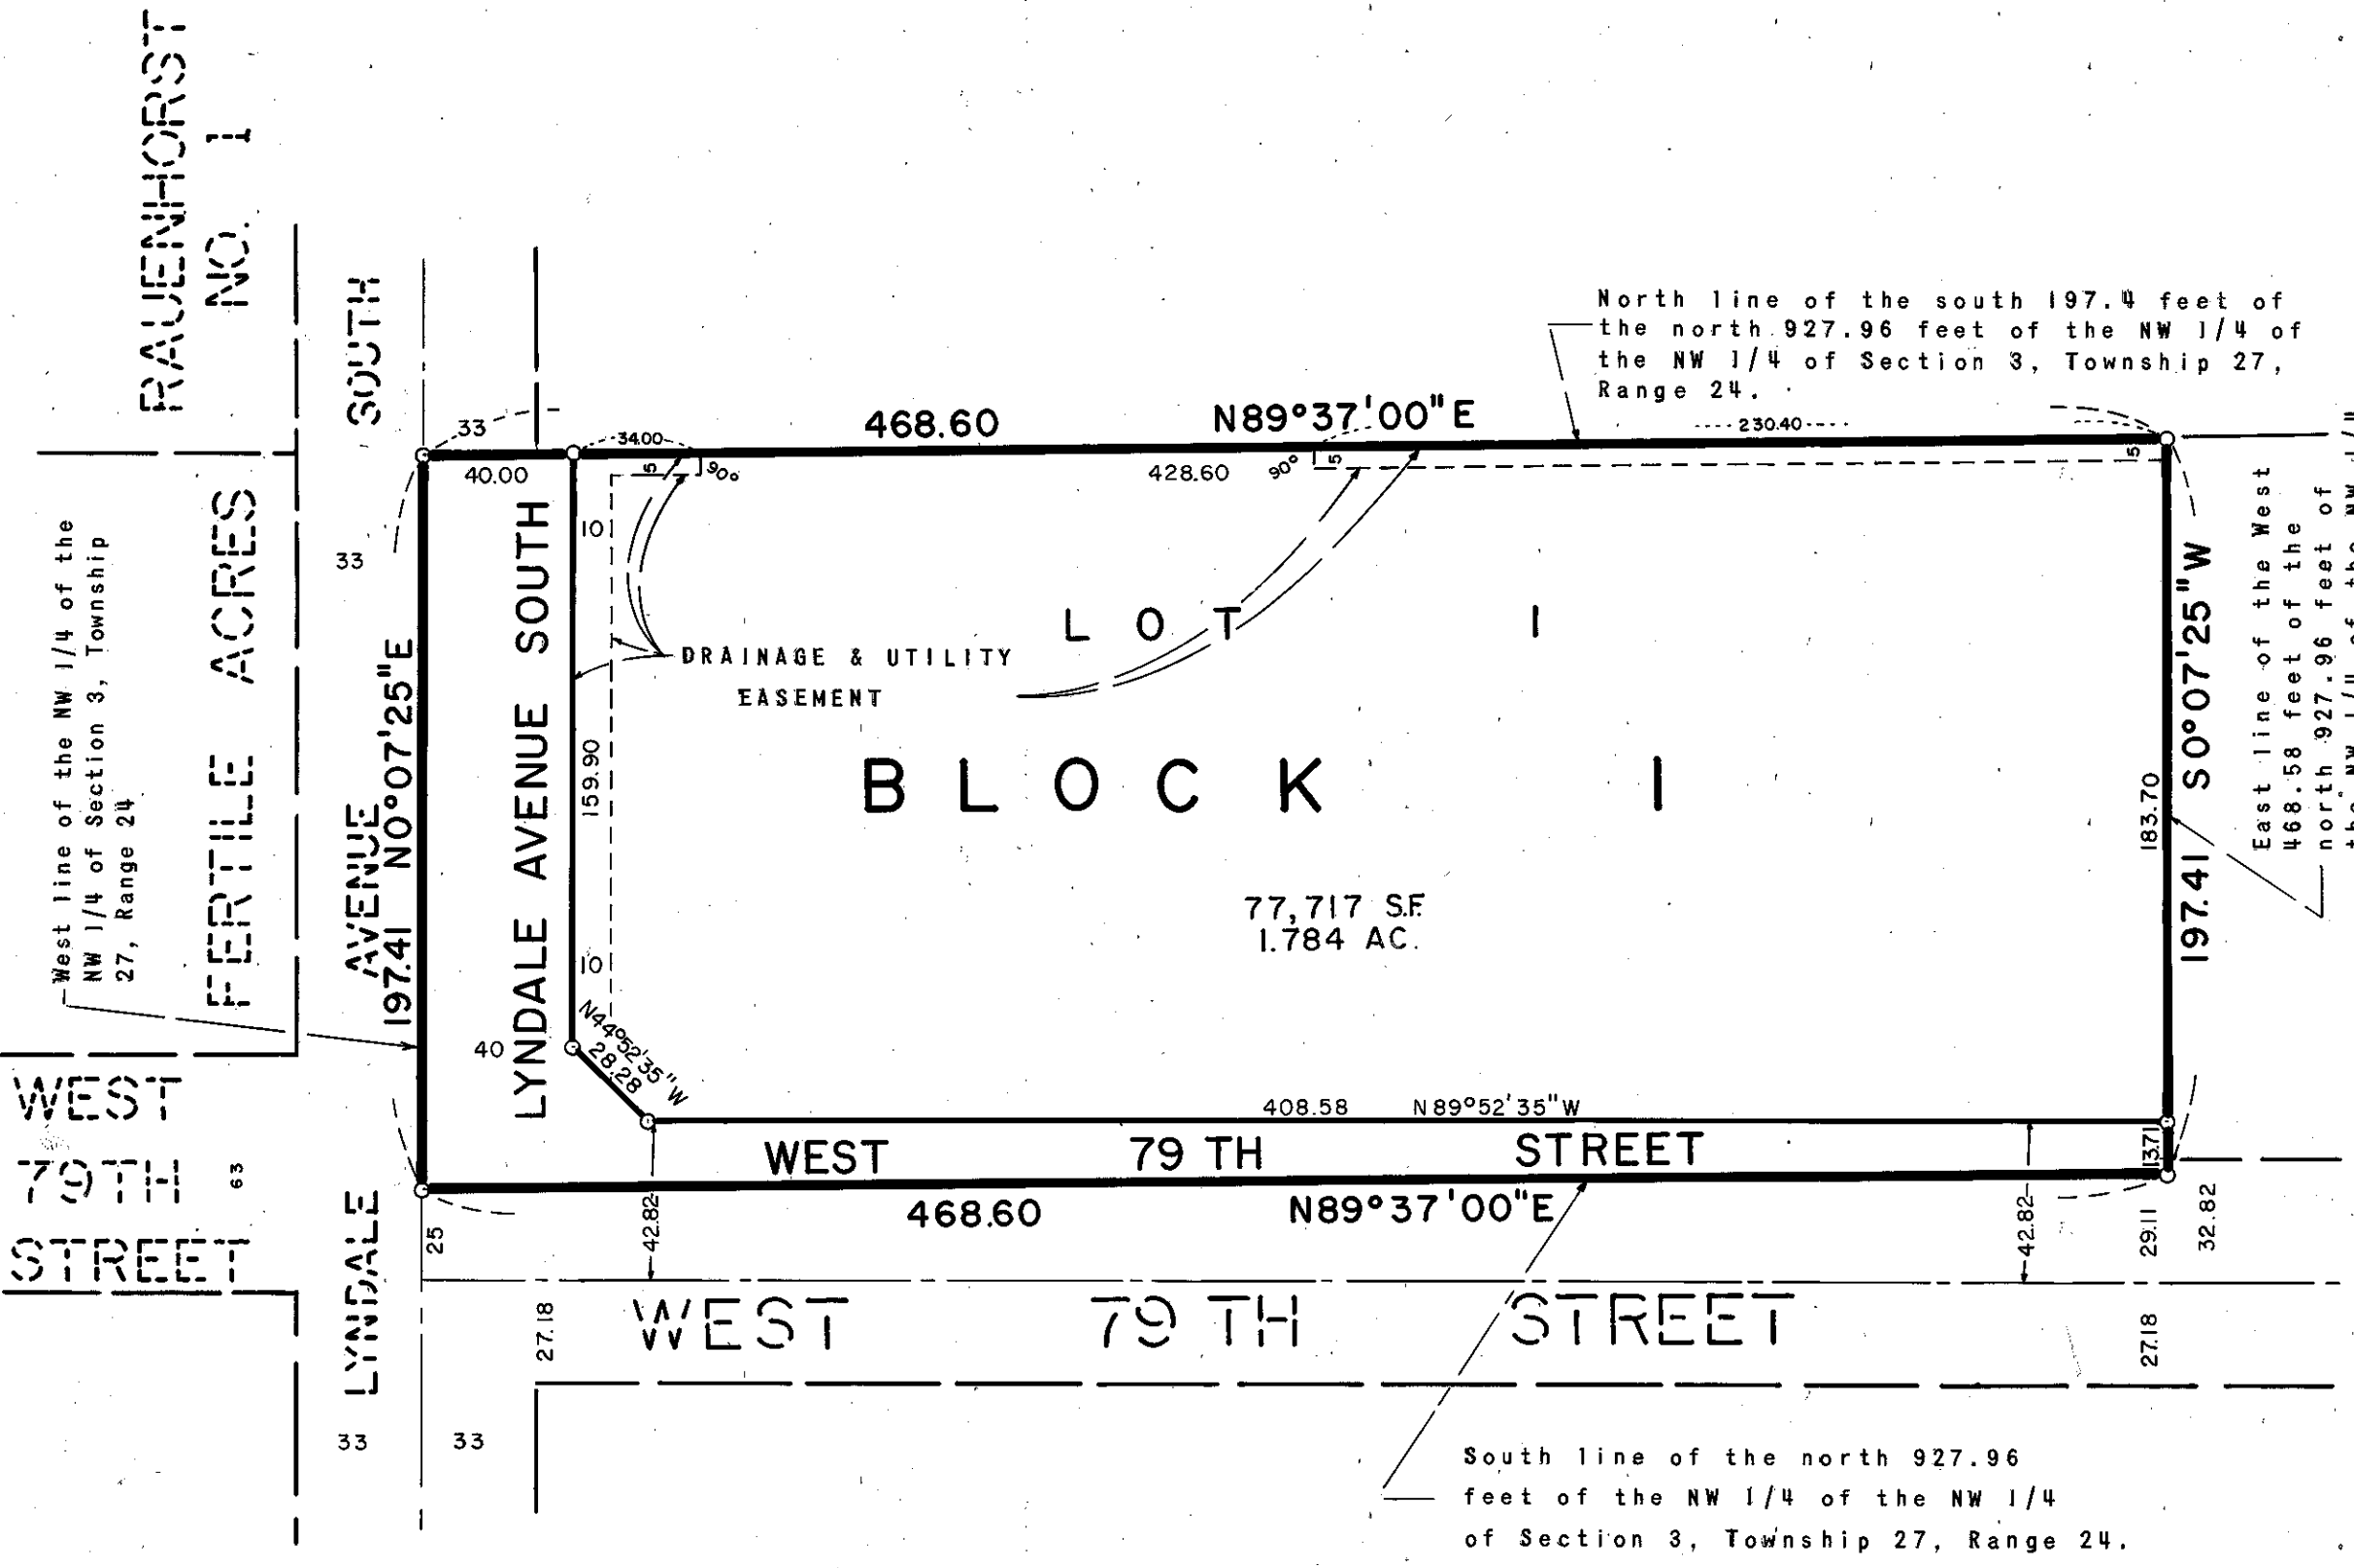 RAUENHORST
NO. 1
SOUTH
North line of the south 197.4 feet of
the north 927.96 feet of the NW 1/4 of
the NW 1/4 of Section 3, Township 27,
Range 24.
33
34.00
468.60
N89°37'00"E
230.40
40.00
5
90°
428.60
90°
5
5
33
10
West line of the NW 1/4 of the
NW 1/4 of Section 3, Township
27, Range 24
FERTILE ACRES
AVENUE
197.41 N0°07'25"E
LYNDALE AVENUE SOUTH
LOT 1
DRAINAGE & UTILITY
EASEMENT
159.90
BLOCK 1
77,717 S.F.
1.784 AC.
183.70
197.41 S0°07'25"W
East line of the West
468.58 feet of the
north 927.96 feet of
the NW 1/4 of the NW 1/4
10
40
N44°52'35"W
28.28
408.58 N89°52'35"W
WEST 79TH STREET
13.71
WEST
79TH
STREET
63
LYNDALE
25
42.82
468.60
N89°37'00"E
42.82
29.11
32.82
27.18
WEST 79TH STREET
27.18
33
33
South line of the north 927.96
feet of the NW 1/4 of the NW 1/4
of Section 3, Township 27, Range 24.